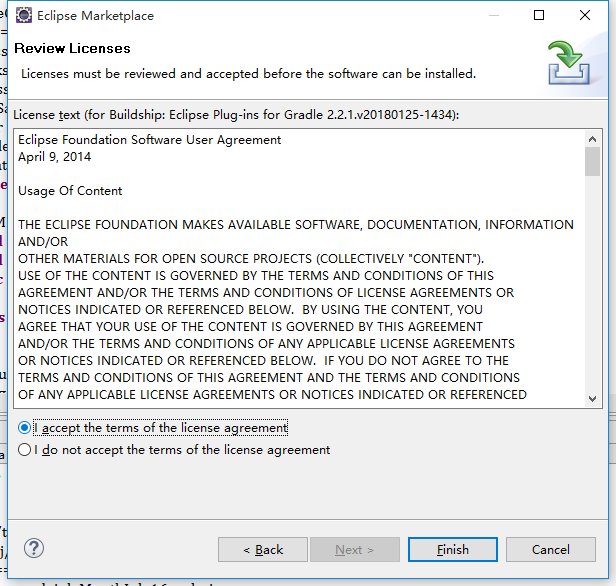 Eclipse Marketplace
Review Licenses
Licenses must be reviewed and accepted before the software can be installed.
License text (for Buildship: Eclipse Plug-ins for Gradle 2.2.1.v20180125-1434):
Eclipse Foundation Software User Agreement
April 9, 2014
Usage Of Content
THE ECLIPSE FOUNDATION MAKES AVAILABLE SOFTWARE, DOCUMENTATION, INFORMATION
AND/OR
OTHER MATERIALS FOR OPEN SOURCE PROJECTS (COLLECTIVELY "CONTENT").
USE OF THE CONTENT IS GOVERNED BY THE TERMS AND CONDITIONS OF THIS
AGREEMENT AND/OR THE TERMS AND CONDITIONS OF LICENSE AGREEMENTS OR
NOTICES INDICATED OR REFERENCED BELOW.  BY USING THE CONTENT, YOU
AGREE THAT YOUR USE OF THE CONTENT IS GOVERNED BY THIS AGREEMENT
AND/OR THE TERMS AND CONDITIONS OF ANY APPLICABLE LICENSE AGREEMENTS
OR NOTICES INDICATED OR REFERENCED BELOW.  IF YOU DO NOT AGREE TO THE
TERMS AND CONDITIONS OF THIS AGREEMENT AND THE TERMS AND CONDITIONS
OF ANY APPLICABLE LICENSE AGREEMENTS OR NOTICES INDICATED OR REFERENCED
I accept the terms of the license agreement
I do not accept the terms of the license agreement
?
< Back
Next >
Finish
Cancel